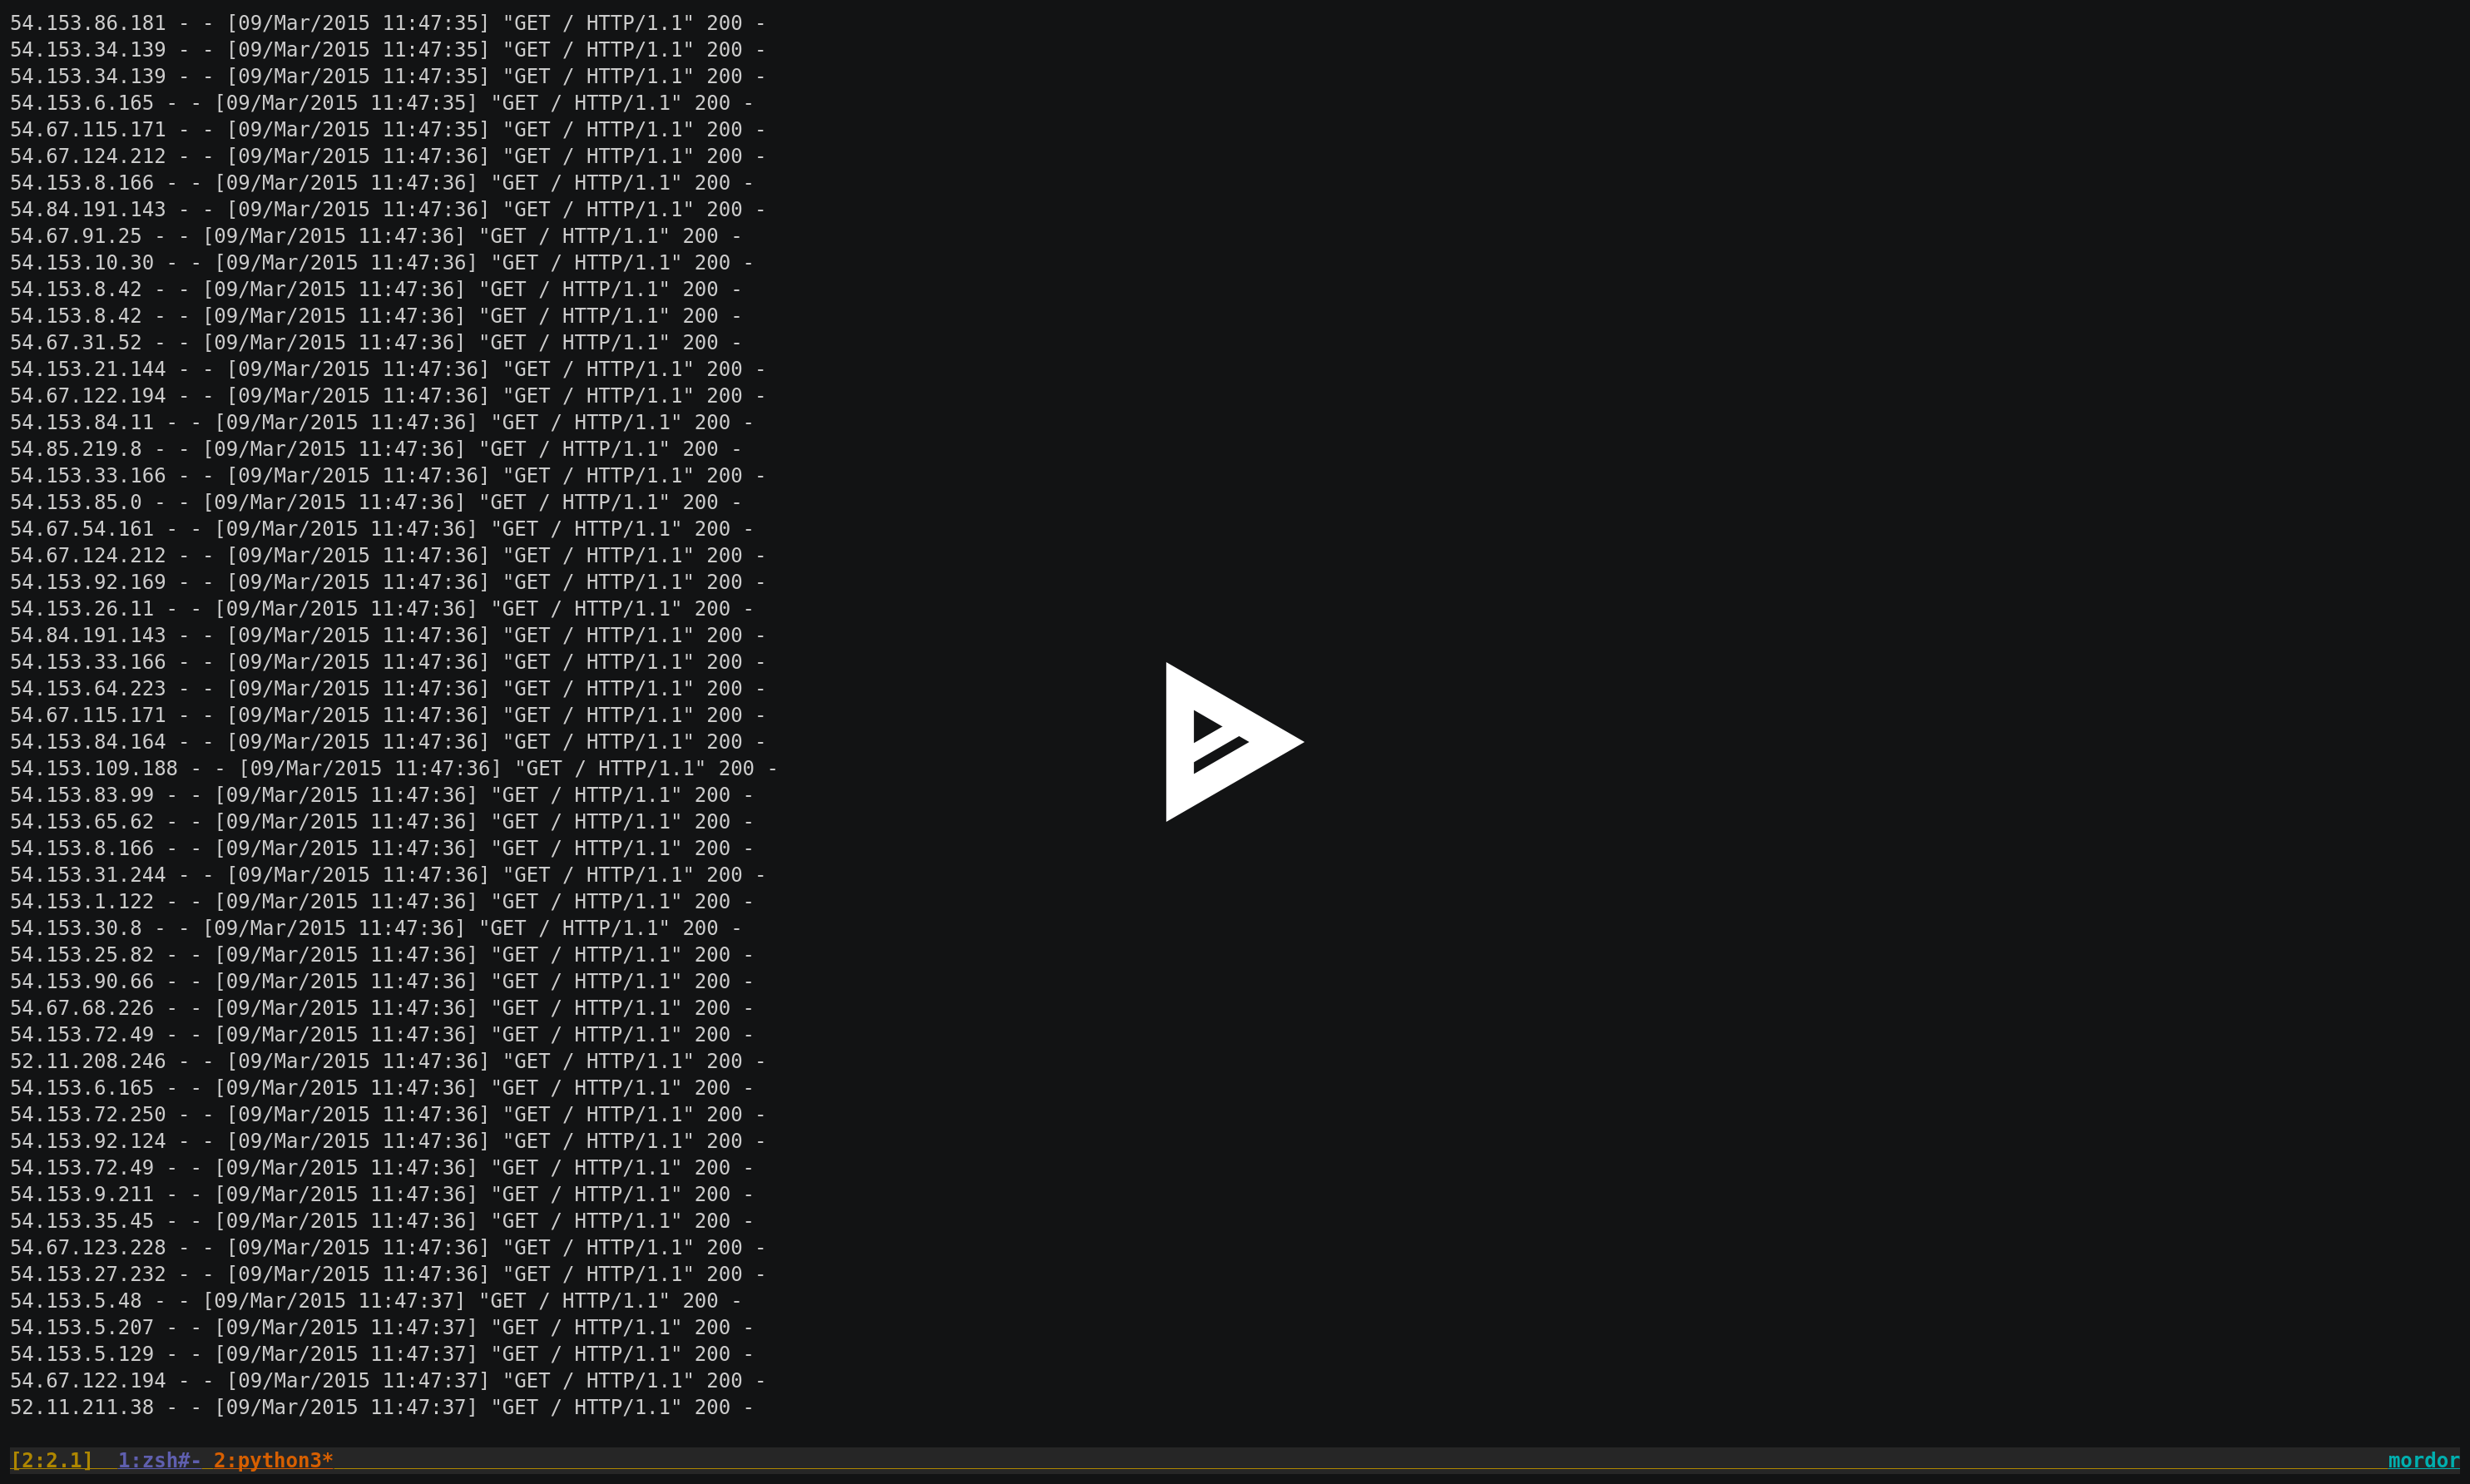 54.153.86.181 - - [09/Mar/2015 11:47:35] "GET / HTTP/1.1" 200 -
54.153.34.139 - - [09/Mar/2015 11:47:35] "GET / HTTP/1.1" 200 -
54.153.34.139 - - [09/Mar/2015 11:47:35] "GET / HTTP/1.1" 200 -
54.153.6.165 - - [09/Mar/2015 11:47:35] "GET / HTTP/1.1" 200 -
54.67.115.171 - - [09/Mar/2015 11:47:35] "GET / HTTP/1.1" 200 -
54.67.124.212 - - [09/Mar/2015 11:47:36] "GET / HTTP/1.1" 200 -
54.153.8.166 - - [09/Mar/2015 11:47:36] "GET / HTTP/1.1" 200 -
54.84.191.143 - - [09/Mar/2015 11:47:36] "GET / HTTP/1.1" 200 -
54.67.91.25 - - [09/Mar/2015 11:47:36] "GET / HTTP/1.1" 200 -
54.153.10.30 - - [09/Mar/2015 11:47:36] "GET / HTTP/1.1" 200 -
54.153.8.42 - - [09/Mar/2015 11:47:36] "GET / HTTP/1.1" 200 -
54.153.8.42 - - [09/Mar/2015 11:47:36] "GET / HTTP/1.1" 200 -
54.67.31.52 - - [09/Mar/2015 11:47:36] "GET / HTTP/1.1" 200 -
54.153.21.144 - - [09/Mar/2015 11:47:36] "GET / HTTP/1.1" 200 -
54.67.122.194 - - [09/Mar/2015 11:47:36] "GET / HTTP/1.1" 200 -
54.153.84.11 - - [09/Mar/2015 11:47:36] "GET / HTTP/1.1" 200 -
54.85.219.8 - - [09/Mar/2015 11:47:36] "GET / HTTP/1.1" 200 -
54.153.33.166 - - [09/Mar/2015 11:47:36] "GET / HTTP/1.1" 200 -
54.153.85.0 - - [09/Mar/2015 11:47:36] "GET / HTTP/1.1" 200 -
54.67.54.161 - - [09/Mar/2015 11:47:36] "GET / HTTP/1.1" 200 -
54.67.124.212 - - [09/Mar/2015 11:47:36] "GET / HTTP/1.1" 200 -
54.153.92.169 - - [09/Mar/2015 11:47:36] "GET / HTTP/1.1" 200 -
54.153.26.11 - - [09/Mar/2015 11:47:36] "GET / HTTP/1.1" 200 -
54.84.191.143 - - [09/Mar/2015 11:47:36] "GET / HTTP/1.1" 200 -
54.153.33.166 - - [09/Mar/2015 11:47:36] "GET / HTTP/1.1" 200 -
54.153.64.223 - - [09/Mar/2015 11:47:36] "GET / HTTP/1.1" 200 -
54.67.115.171 - - [09/Mar/2015 11:47:36] "GET / HTTP/1.1" 200 -
54.153.84.164 - - [09/Mar/2015 11:47:36] "GET / HTTP/1.1" 200 -
54.153.109.188 - - [09/Mar/2015 11:47:36] "GET / HTTP/1.1" 200 -
54.153.83.99 - - [09/Mar/2015 11:47:36] "GET / HTTP/1.1" 200 -
54.153.65.62 - - [09/Mar/2015 11:47:36] "GET / HTTP/1.1" 200 -
54.153.8.166 - - [09/Mar/2015 11:47:36] "GET / HTTP/1.1" 200 -
54.153.31.244 - - [09/Mar/2015 11:47:36] "GET / HTTP/1.1" 200 -
54.153.1.122 - - [09/Mar/2015 11:47:36] "GET / HTTP/1.1" 200 -
54.153.30.8 - - [09/Mar/2015 11:47:36] "GET / HTTP/1.1" 200 -
54.153.25.82 - - [09/Mar/2015 11:47:36] "GET / HTTP/1.1" 200 -
54.153.90.66 - - [09/Mar/2015 11:47:36] "GET / HTTP/1.1" 200 -
54.67.68.226 - - [09/Mar/2015 11:47:36] "GET / HTTP/1.1" 200 -
54.153.72.49 - - [09/Mar/2015 11:47:36] "GET / HTTP/1.1" 200 -
52.11.208.246 - - [09/Mar/2015 11:47:36] "GET / HTTP/1.1" 200 -
54.153.6.165 - - [09/Mar/2015 11:47:36] "GET / HTTP/1.1" 200 -
54.153.72.250 - - [09/Mar/2015 11:47:36] "GET / HTTP/1.1" 200 -
54.153.92.124 - - [09/Mar/2015 11:47:36] "GET / HTTP/1.1" 200 -
54.153.72.49 - - [09/Mar/2015 11:47:36] "GET / HTTP/1.1" 200 -
54.153.9.211 - - [09/Mar/2015 11:47:36] "GET / HTTP/1.1" 200 -
54.153.35.45 - - [09/Mar/2015 11:47:36] "GET / HTTP/1.1" 200 -
54.67.123.228 - - [09/Mar/2015 11:47:36] "GET / HTTP/1.1" 200 -
54.153.27.232 - - [09/Mar/2015 11:47:36] "GET / HTTP/1.1" 200 -
54.153.5.48 - - [09/Mar/2015 11:47:37] "GET / HTTP/1.1" 200 -
54.153.5.207 - - [09/Mar/2015 11:47:37] "GET / HTTP/1.1" 200 -
54.153.5.129 - - [09/Mar/2015 11:47:37] "GET / HTTP/1.1" 200 -
54.67.122.194 - - [09/Mar/2015 11:47:37] "GET / HTTP/1.1" 200 -
52.11.211.38 - - [09/Mar/2015 11:47:37] "GET / HTTP/1.1" 200 -
[2:2.1] 1:zsh#- 2:python3* mordor